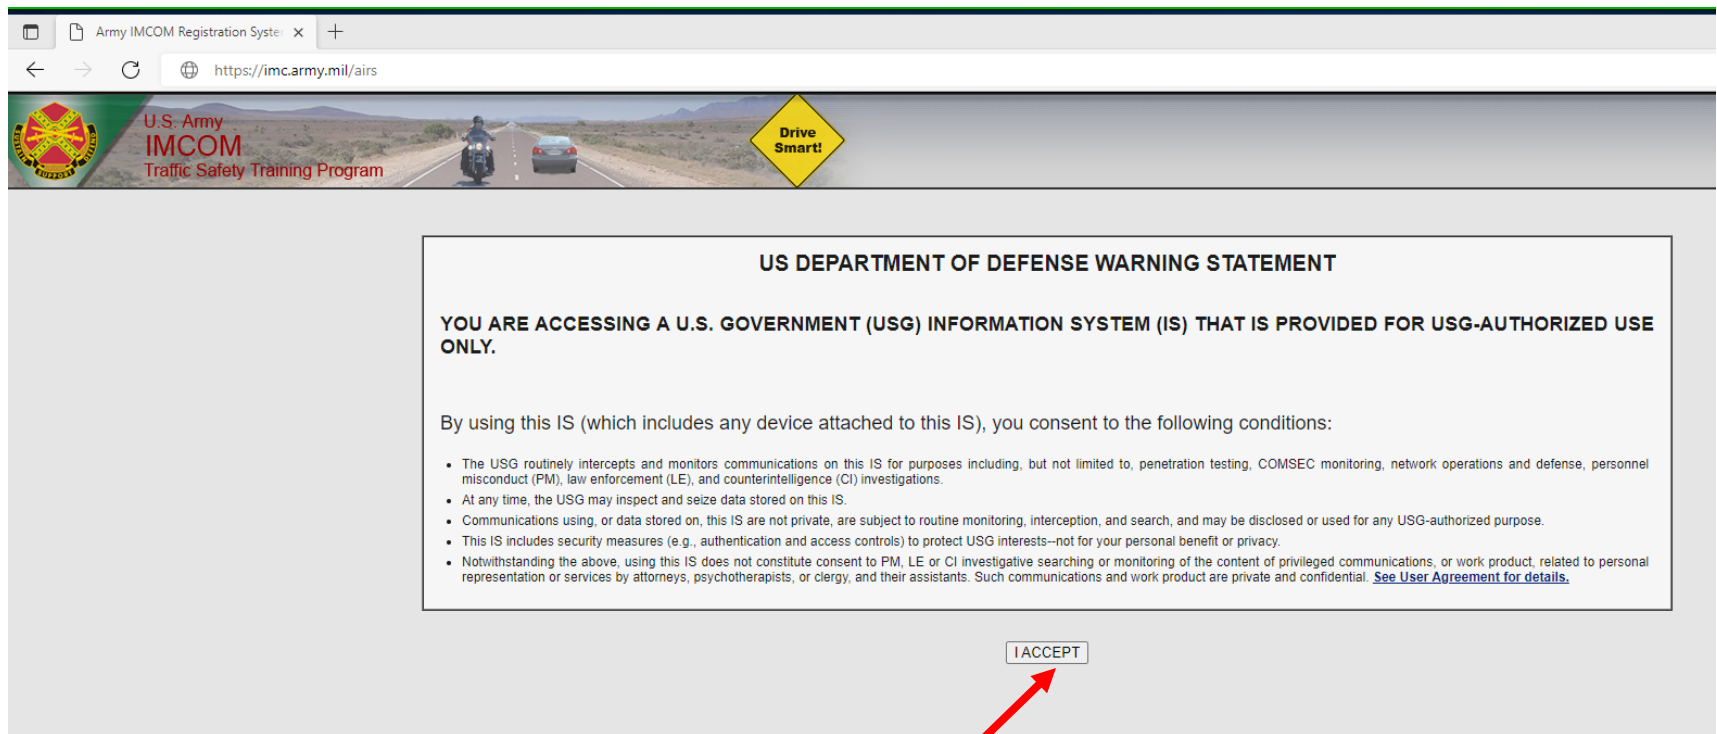 Army IMCOM Registration Syste
https://imc.army.mil/airs
U.S. Army
IMCOM
Traffic Safety Training Program
SUSTAIN
SUPPORT
DEFEND
Drive
Smart!
US DEPARTMENT OF DEFENSE WARNING STATEMENT
YOU ARE ACCESSING A U.S. GOVERNMENT (USG) INFORMATION SYSTEM (IS) THAT IS PROVIDED FOR USG-AUTHORIZED USE
ONLY.
By using this IS (which includes any device attached to this IS), you consent to the following conditions:
• The USG routinely intercepts and monitors communications on this IS for purposes including, but not limited to, penetration testing, COMSEC monitoring, network operations and defense, personnel
misconduct (PM), law enforcement (LE), and counterintelligence (CI) investigations.
• At any time, the USG may inspect and seize data stored on this IS.
• Communications using, or data stored on, this IS are not private, are subject to routine monitoring, interception, and search, and may be disclosed or used for any USG-authorized purpose.
• This IS includes security measures (e.g., authentication and access controls) to protect USG interests--not for your personal benefit or privacy.
• Notwithstanding the above, using this IS does not constitute consent to PM, LE or CI investigative searching or monitoring of the content of privileged communications, or work product, related to personal
representation or services by attorneys, psychotherapists, or clergy, and their assistants. Such communications and work product are private and confidential. See User Agreement for details.
I ACCEPT